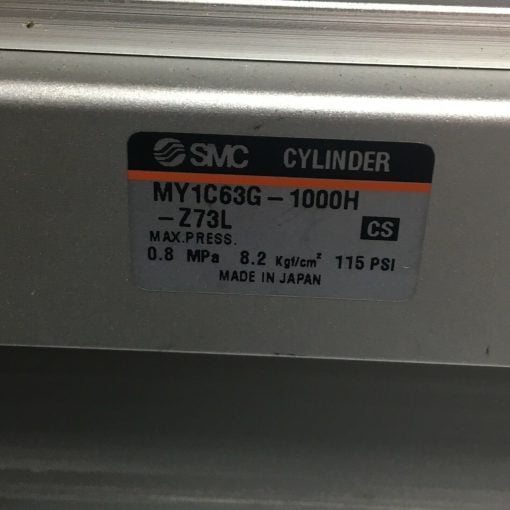 SMC CYLINDER
MY1C63G-1000H
-Z73L
CS
MAX.PRESS.
0.8 MPa 8.2 Kgf/cm² 115 PSI
MADE IN JAPAN